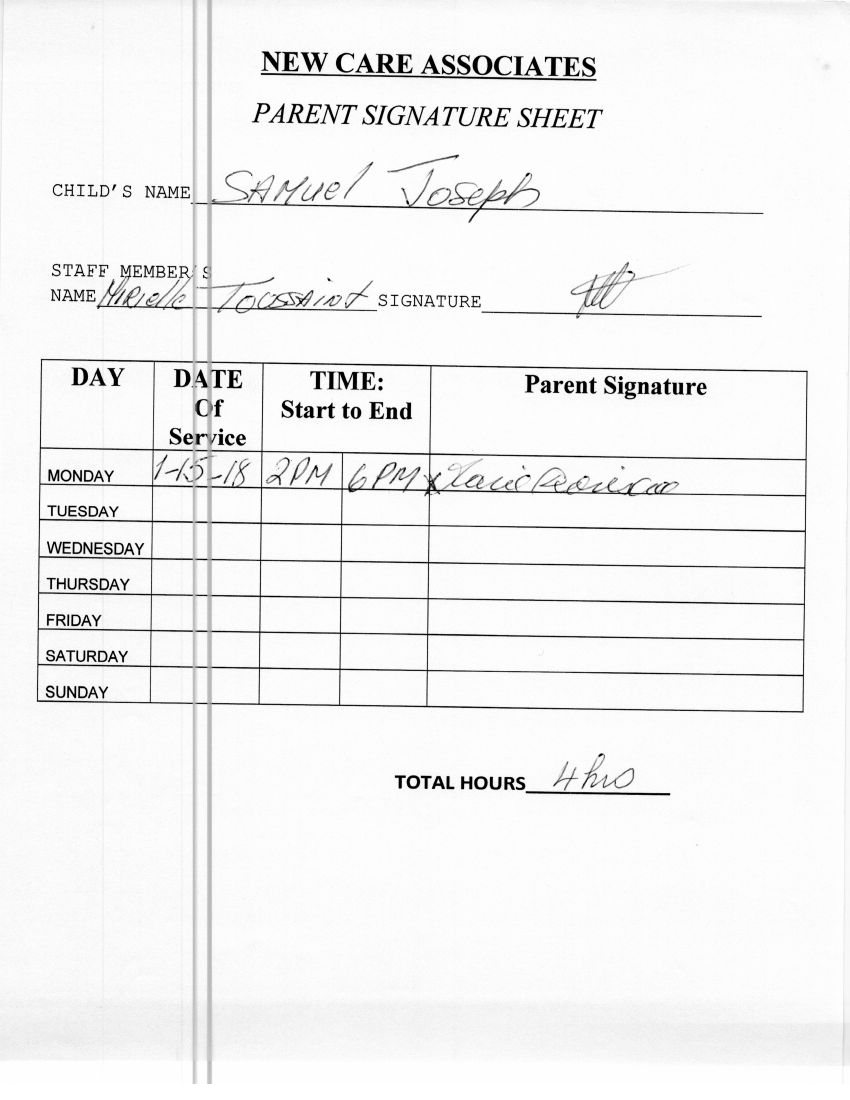 NEW CARE ASSOCIATES
PARENT SIGNATURE SHEET
CHILD'S NAME SAMuel Joseph
STAFF MEMBER'S
NAME MIRielle TOUSSAINT SIGNATURE
DAY DATE Of Service TIME: Start to End Parent Signature
MONDAY 1-15-18 2PM 6PM x
TUESDAY
WEDNESDAY
THURSDAY
FRIDAY
SATURDAY
SUNDAY
TOTAL HOURS 4hrs